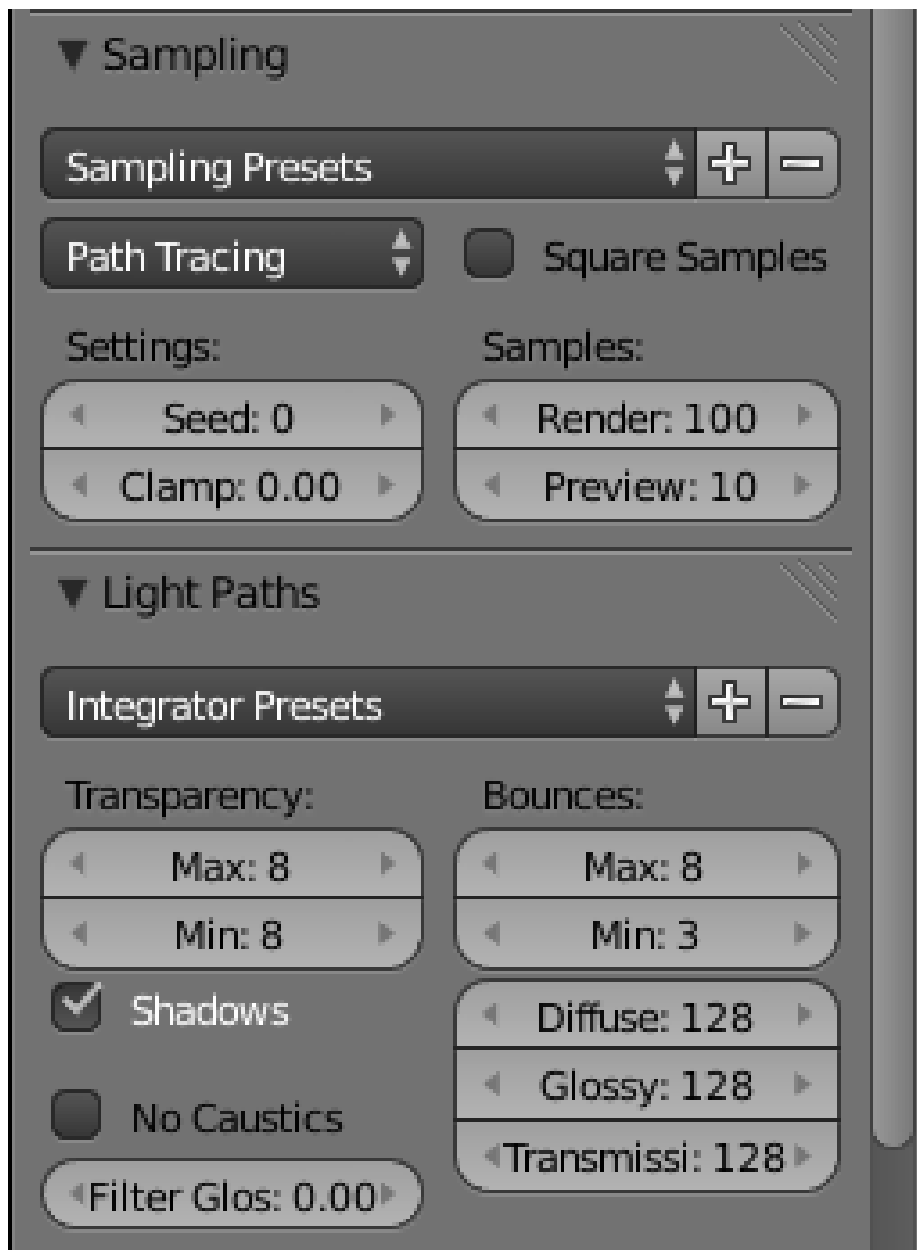 Sampling
Sampling Presets
Path Tracing
Square Samples
Settings:
Samples:
Seed: 0
Render: 100
Clamp: 0.00
Preview: 10
Light Paths
Integrator Presets
Transparency:
Bounces:
Max: 8
Max: 8
Min: 8
Min: 3
Shadows
Diffuse: 128
Glossy: 128
No Caustics
Transmissi: 128
Filter Glos: 0.00